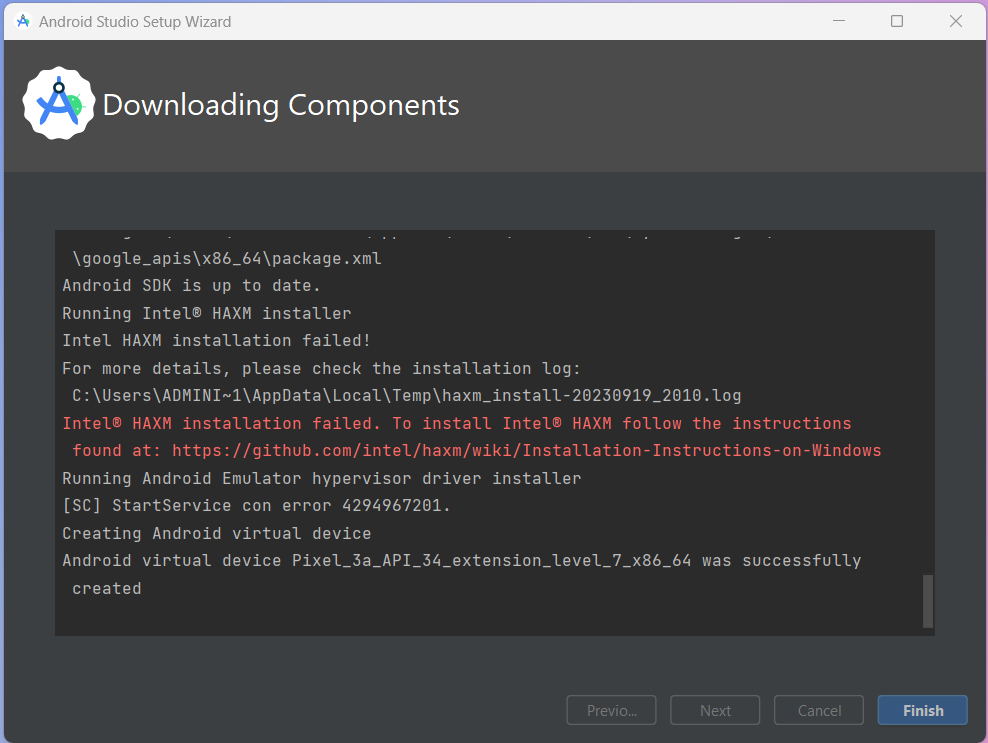 Android Studio Setup Wizard
Downloading Components
\google_apis\x86_64\package.xml
Android SDK is up to date.
Running Intel® HAXM installer
Intel HAXM installation failed!
For more details, please check the installation log:
C:\Users\ADMINI~1\AppData\Local\Temp\haxm_install-20230919_2010.log
Intel® HAXM installation failed. To install Intel® HAXM follow the instructions
found at: https://github.com/intel/haxm/wiki/Installation-Instructions-on-Windows
Running Android Emulator hypervisor driver installer
[SC] StartService con error 4294967201.
Creating Android virtual device
Android virtual device Pixel_3a_API_34_extension_level_7_x86_64 was successfully
created
Previo... Next Cancel Finish